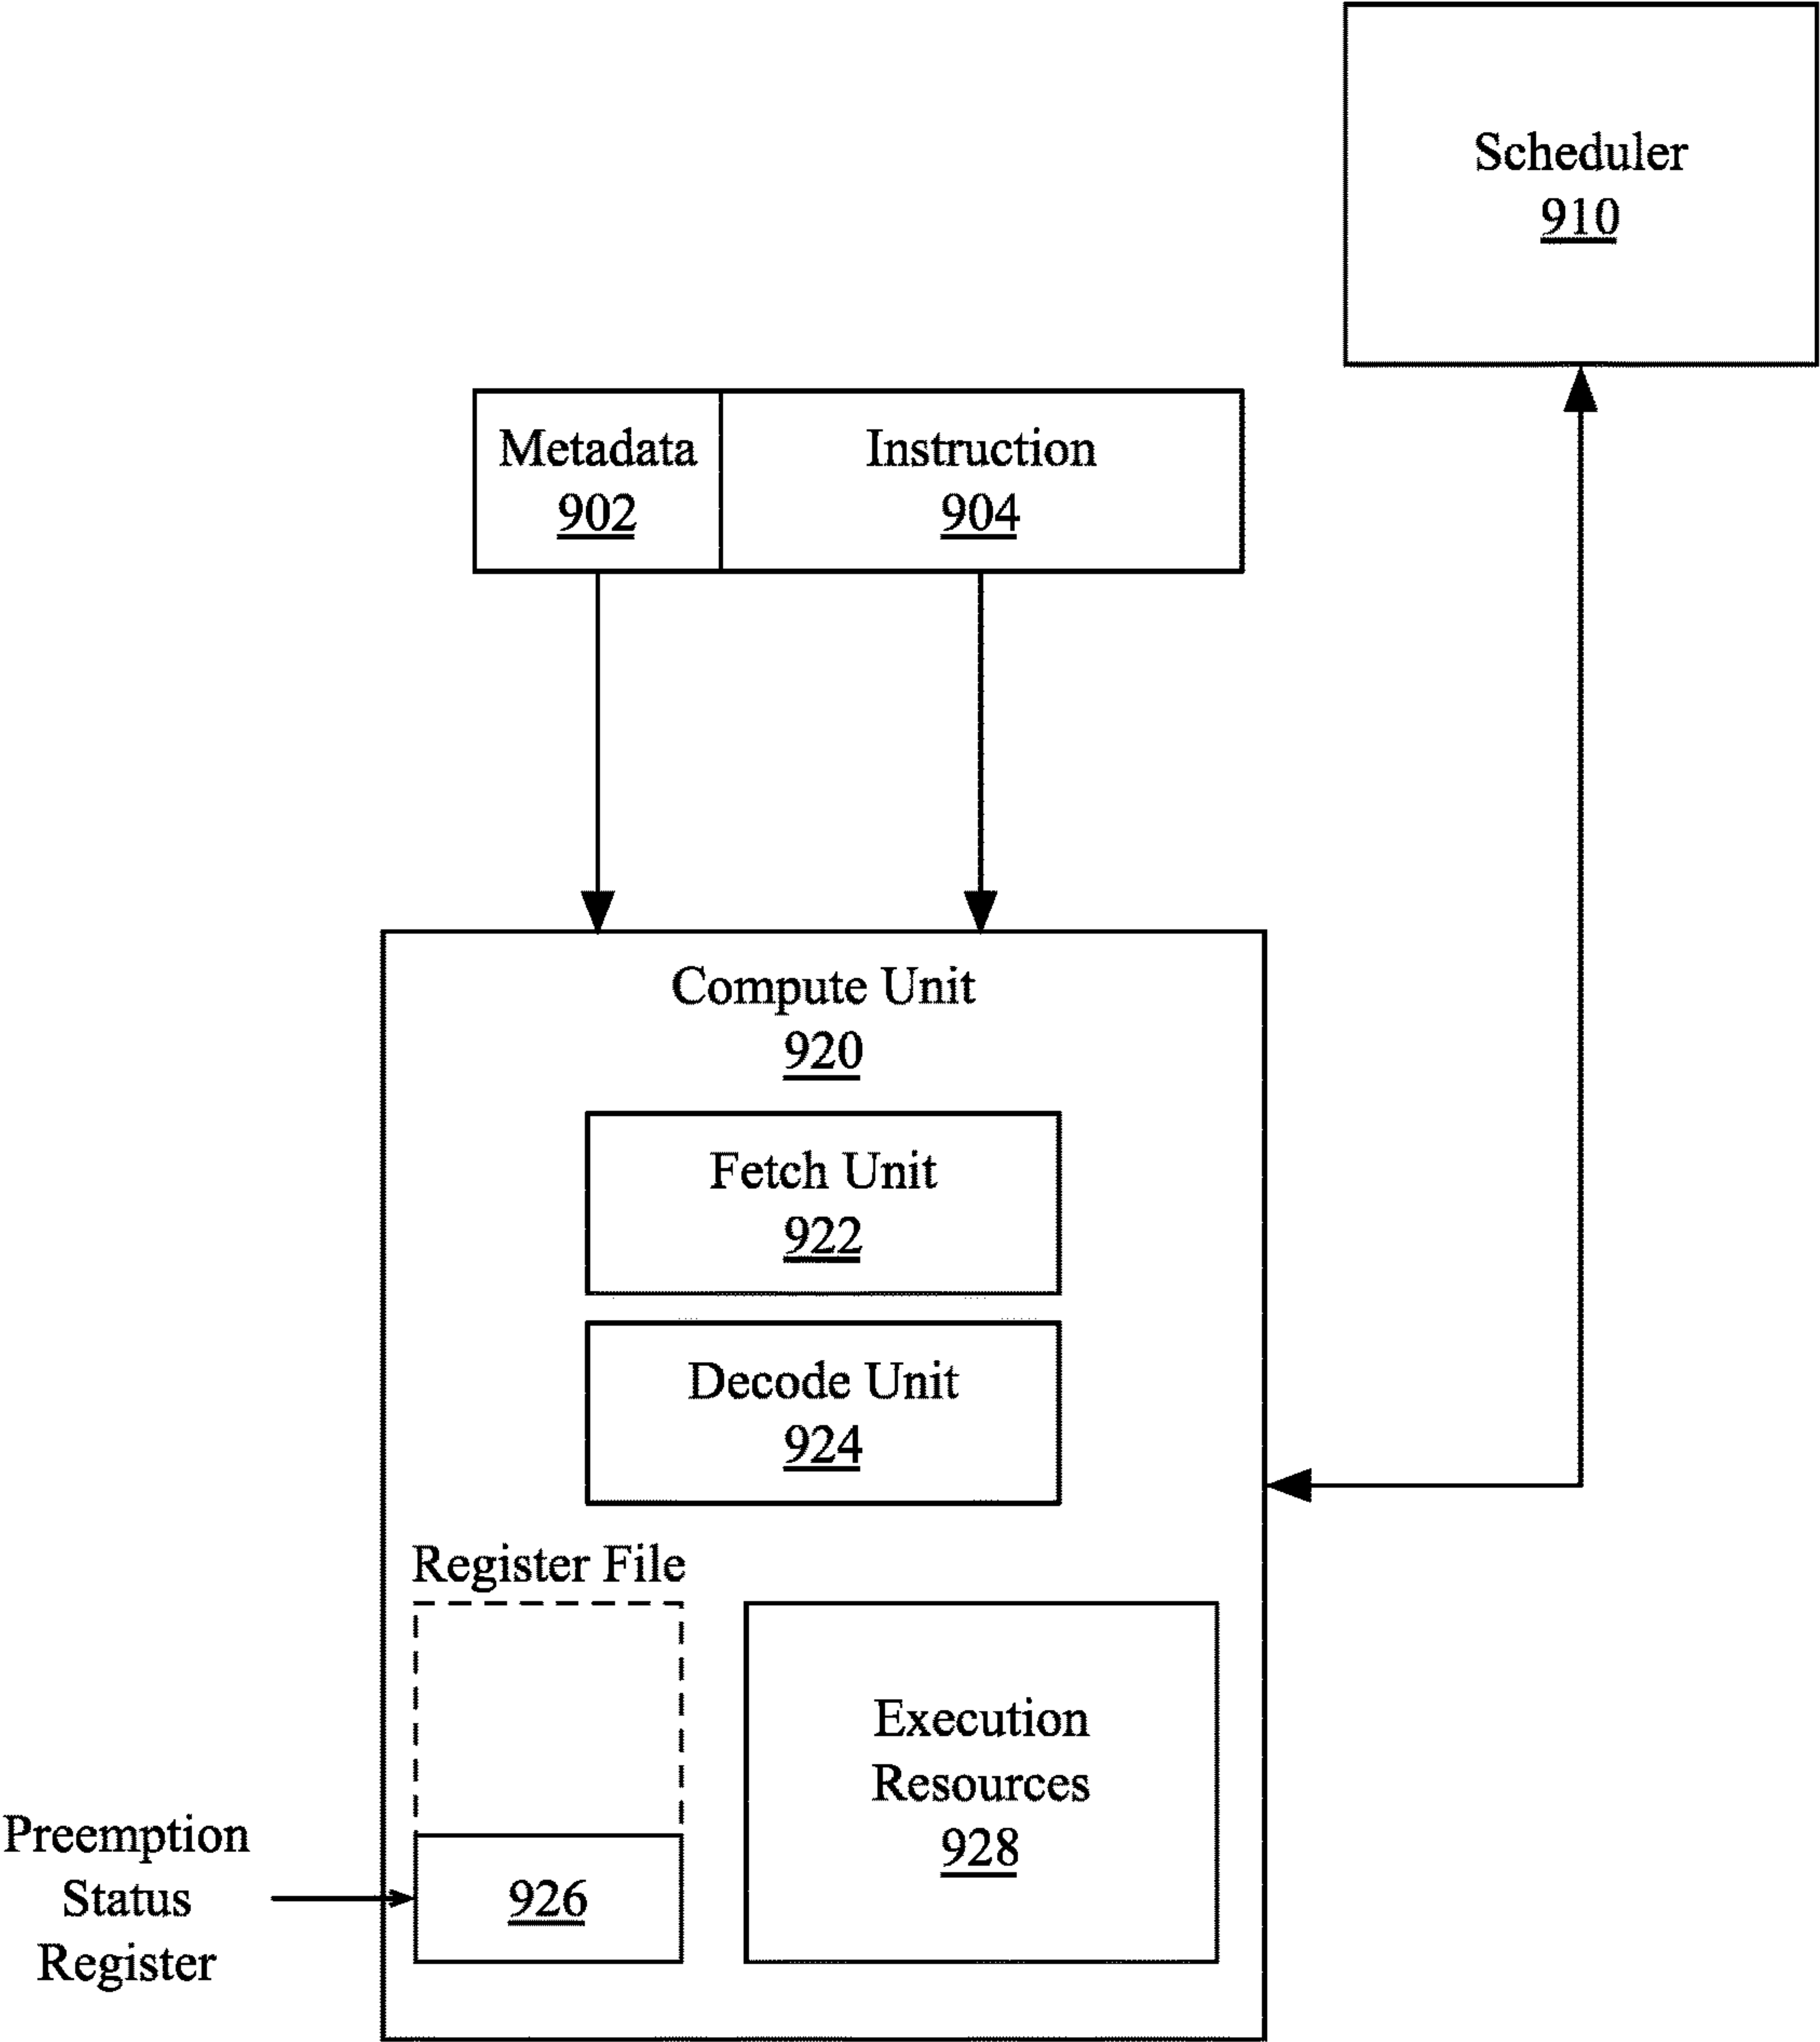 Scheduler
910
Metadata
902
Instruction
904
Compute Unit
920
Fetch Unit
922
Decode Unit
924
Register File
Execution
Resources
928
Preemption
Status
Register
926